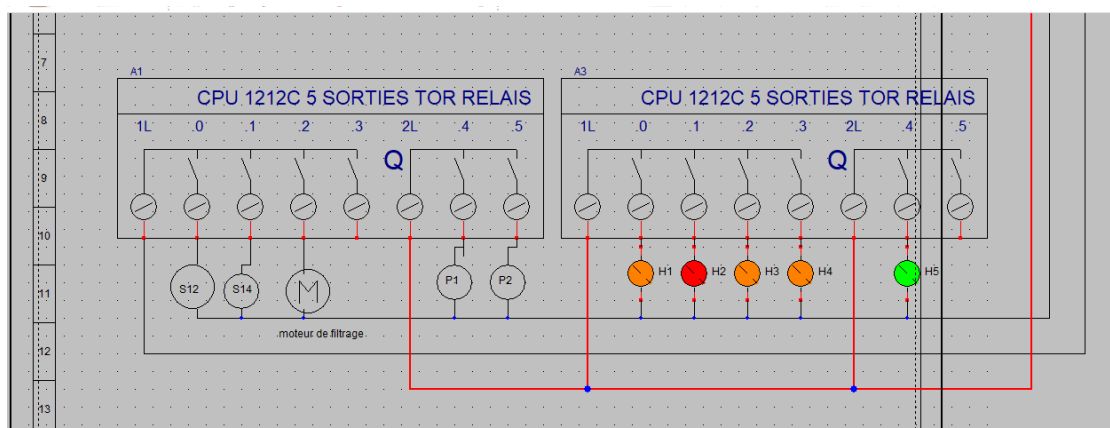 7
A1
A3
CPU 1212C 5 SORTIES TOR RELAIS
CPU 1212C 5 SORTIES TOR RELAIS
8
1L .0 .1 .2 .3 2L .4 .5
1L .0 .1 .2 .3 2L .4 .5
Q
Q
9
10
S12 S14 M P1 P2
H1 H2 H3 H4 H5
11
moteur de filtrage
12
13